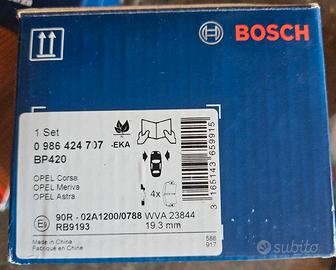 BOSCH
1 Set
0 986 424 707 -EKA
BP420
OPEL Corsa
OPEL Meriva
OPEL Astra
4x
3 165143 659915
90R - 02A1200/0788 WVA 23844
RB9193 19.3 mm
Made in China
Fabriqué en Chine
586
917
subito